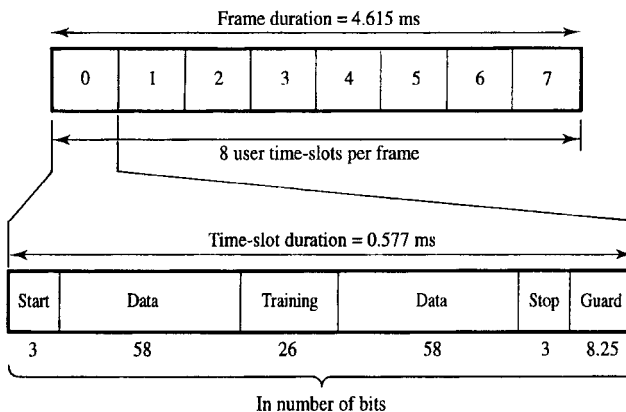 Frame duration = 4.615 ms
0 1 2 3 4 5 6 7
8 user time-slots per frame
Time-slot duration = 0.577 ms
Start Data Training Data Stop Guard
3 58 26 58 3 8.25
In number of bits